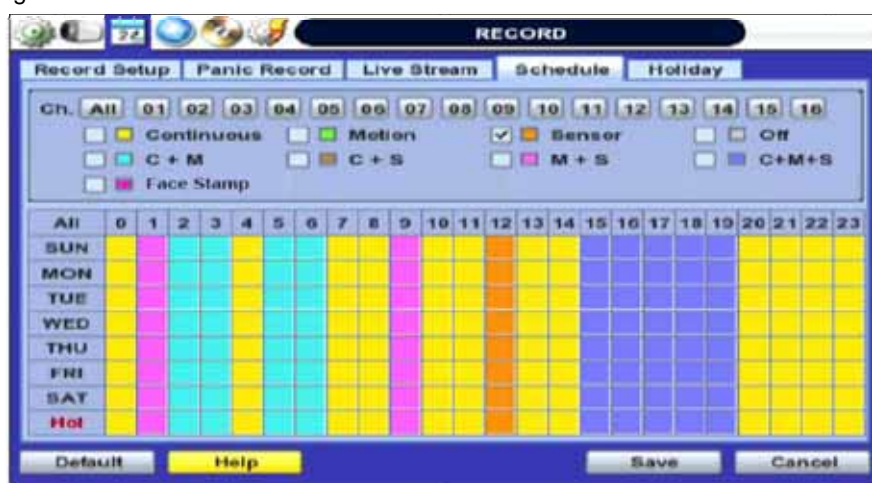 RECORD
Record Setup Panic Record Live Stream Schedule Holiday
Ch. All 01 02 03 04 05 06 07 08 09 10 11 12 13 14 15 16
Continuous Motion Sensor Off
C + M C + S M + S C+M+S
Face Stamp
All 0 1 2 3 4 5 6 7 8 9 10 11 12 13 14 15 16 17 18 19 20 21 22 23
SUN
MON
TUE
WED
THU
FRI
SAT
Hol
Default Help Save Cancel